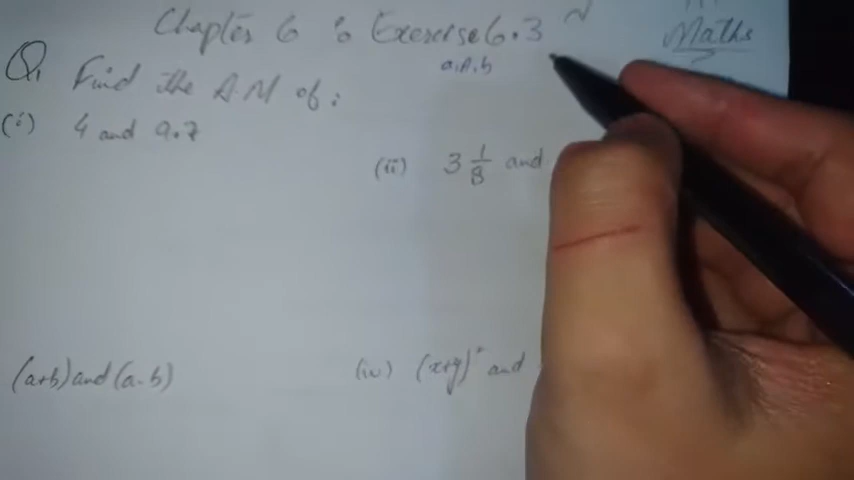 Chapter 6 : Exercise 6.3
Maths
Q1 Find the A.M of:
a, A, b
(i) 4 and 9.7
(ii) 3 1/8 and
(a+b) and (a-b)
(iv) (x+y)² and